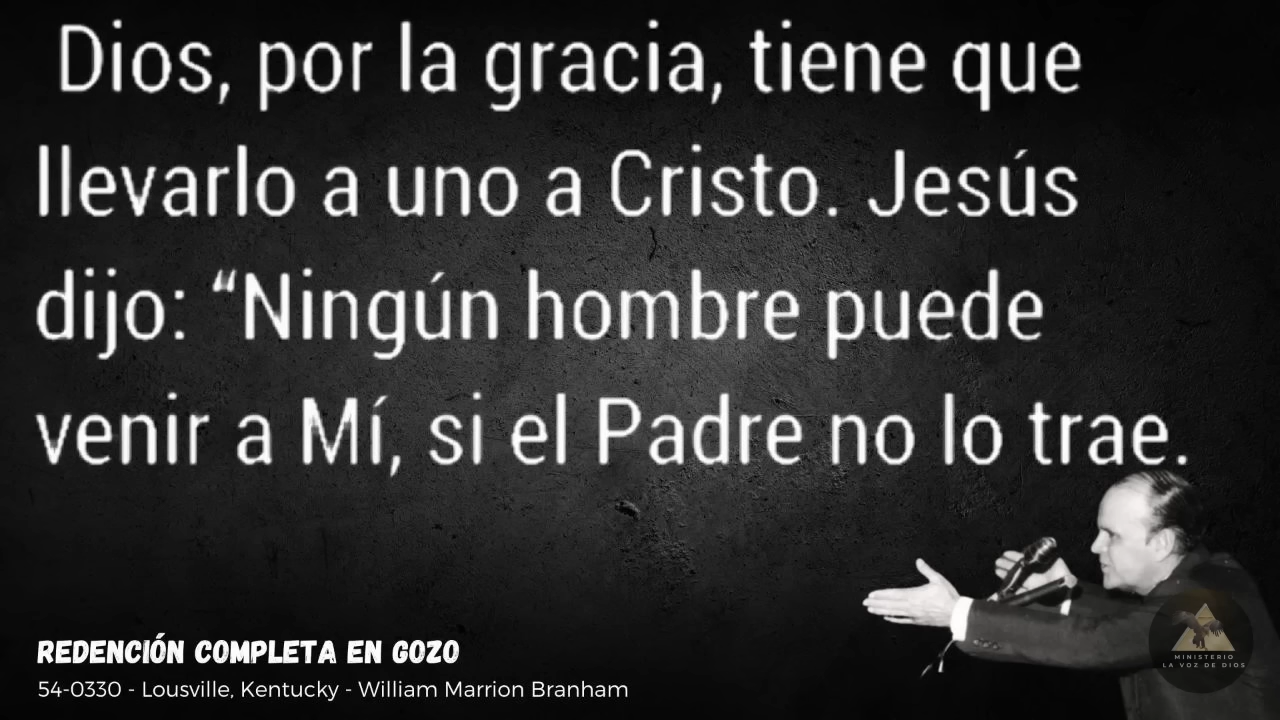 Dios, por la gracia, tiene que
llevarlo a uno a Cristo. Jesús
dijo: “Ningún hombre puede
venir a Mí, si el Padre no lo trae.
REDENCIÓN COMPLETA EN GOZO
54-0330 - Lousville, Kentucky - William Marrion Branham
MINISTERIO
LA VOZ DE DIOS